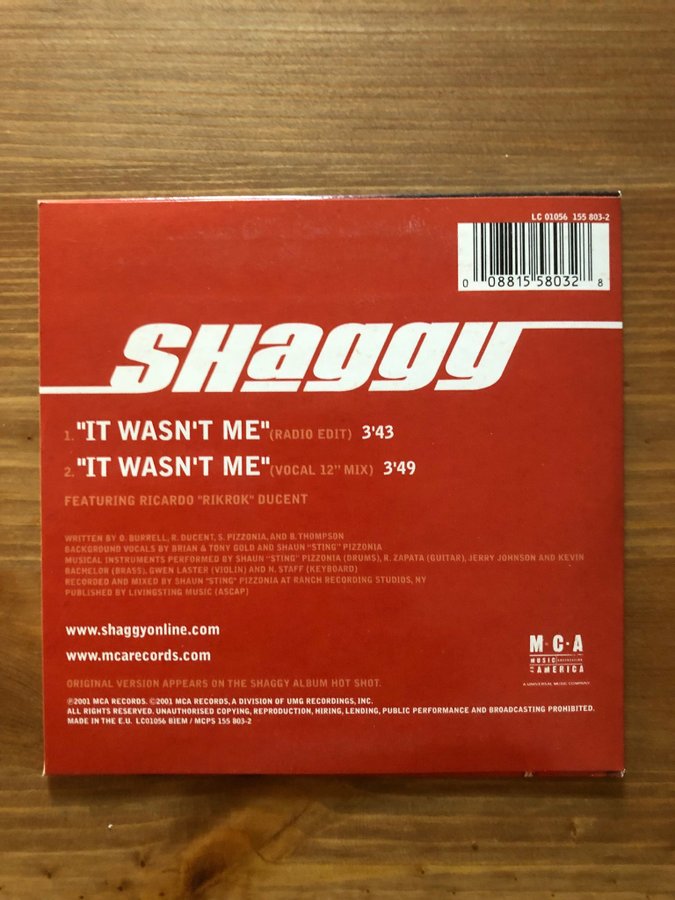 LC 01056 155 803-2
0 08815 58032 8
SHaggy
1. "IT WASN'T ME" (RADIO EDIT) 3'43
2. "IT WASN'T ME" (VOCAL 12" MIX) 3'49
FEATURING RICARDO "RIKROK" DUCENT
WRITTEN BY O. BURRELL, R. DUCENT, S. PIZZONIA, AND B. THOMPSON
BACKGROUND VOCALS BY BRIAN & TONY GOLD AND SHAUN "STING" PIZZONIA
MUSICAL INSTRUMENTS PERFORMED BY SHAUN "STING" PIZZONIA (DRUMS), R. ZAPATA (GUITAR), JERRY JOHNSON AND KEVIN
BACHELOR (BRASS), GWEN LASTER (VIOLIN) AND N. STAFF (KEYBOARD)
RECORDED AND MIXED BY SHAUN "STING" PIZZONIA AT RANCH RECORDING STUDIOS, NY
PUBLISHED BY LIVINGSTING MUSIC (ASCAP)
www.shaggyonline.com
www.mcarecords.com
M·C·A
MUSIC
AMERICA
A UNIVERSAL MUSIC COMPANY
ORIGINAL VERSION APPEARS ON THE SHAGGY ALBUM HOT SHOT.
℗2001 MCA RECORDS. ©2001 MCA RECORDS, A DIVISION OF UMG RECORDINGS, INC.
ALL RIGHTS RESERVED. UNAUTHORISED COPYING, REPRODUCTION, HIRING, LENDING, PUBLIC PERFORMANCE AND BROADCASTING PROHIBITED.
MADE IN THE E.U. LC01056 BIEM / MCPS 155 803-2